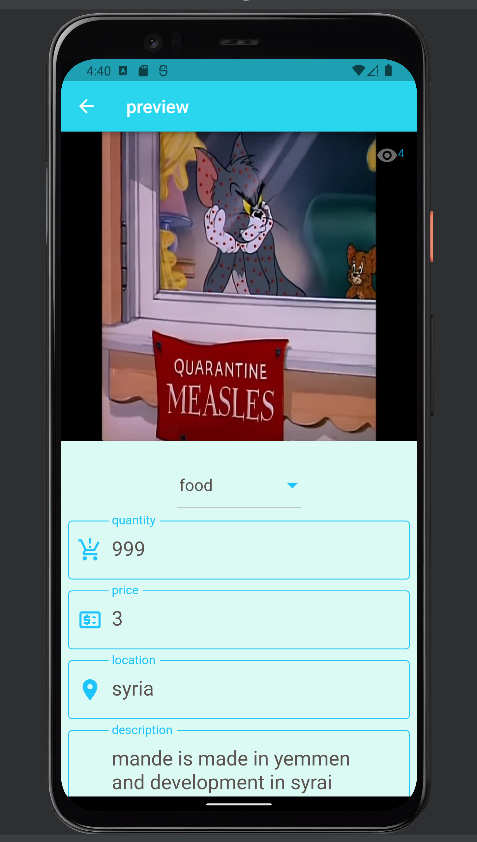 4:40
preview
4
QUARANTINE
MEASLES
food
quantity
999
price
3
location
syria
description
mande is made in yemmen
and development in syrai